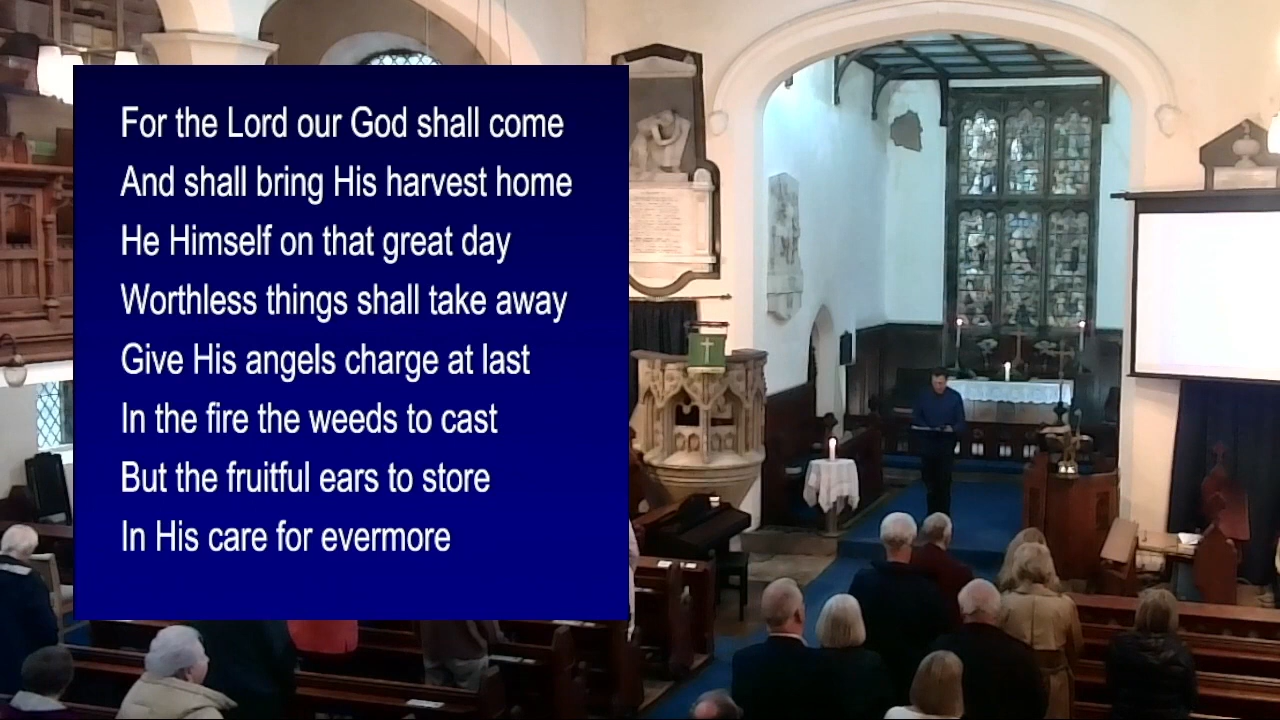 For the Lord our God shall come
And shall bring His harvest home
He Himself on that great day
Worthless things shall take away
Give His angels charge at last
In the fire the weeds to cast
But the fruitful ears to store
In His care for evermore